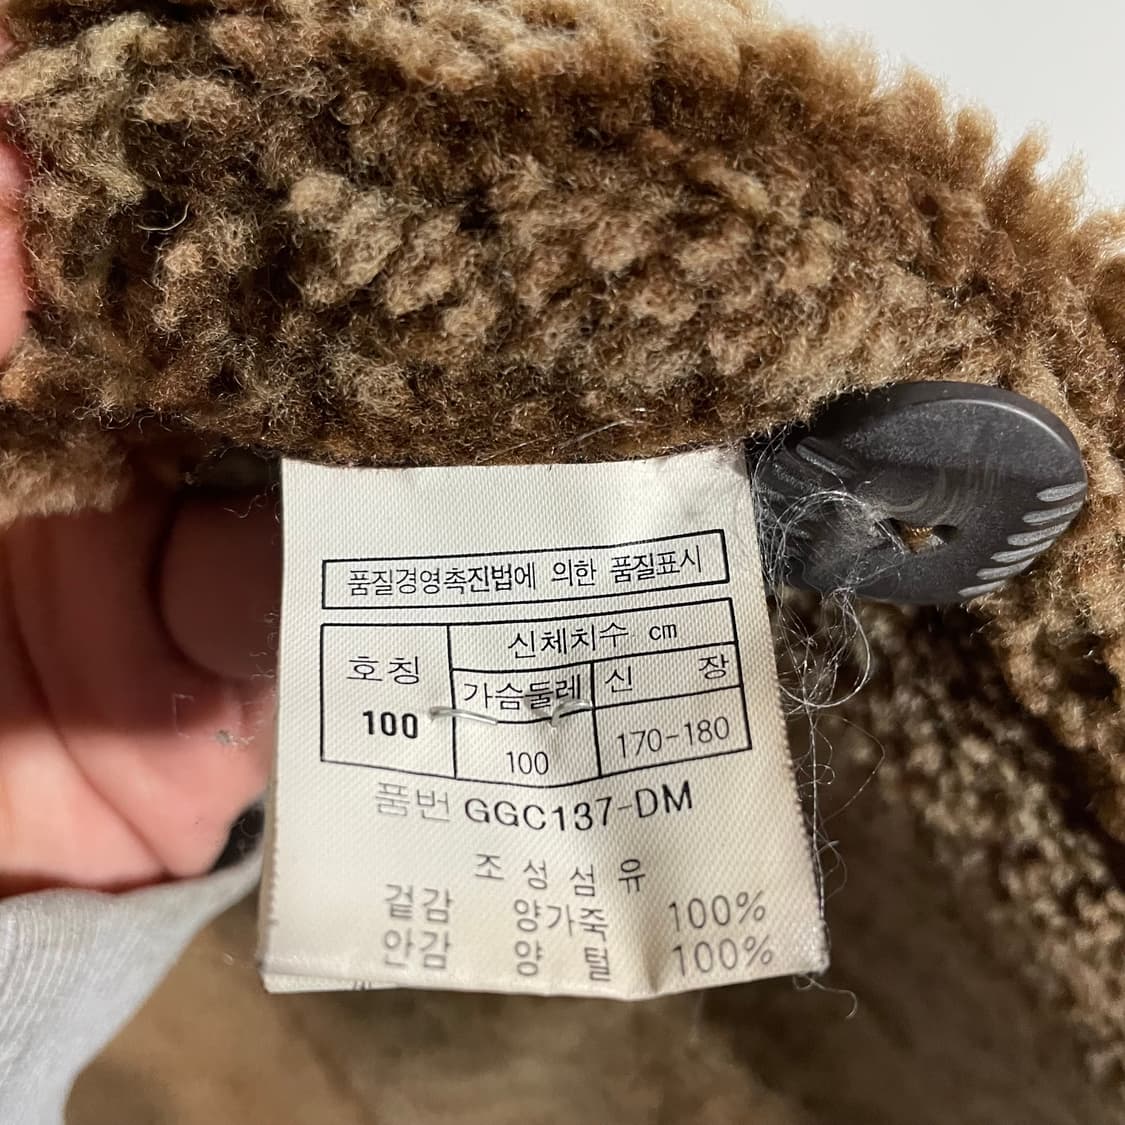 품질경영촉진법에 의한 품질표시
호칭 신체치수 cm
가슴둘레 신 장
100 100 170-180
품번 GGC137-DM
조 성 섬 유
겉감 양가죽 100%
안감 양 털 100%